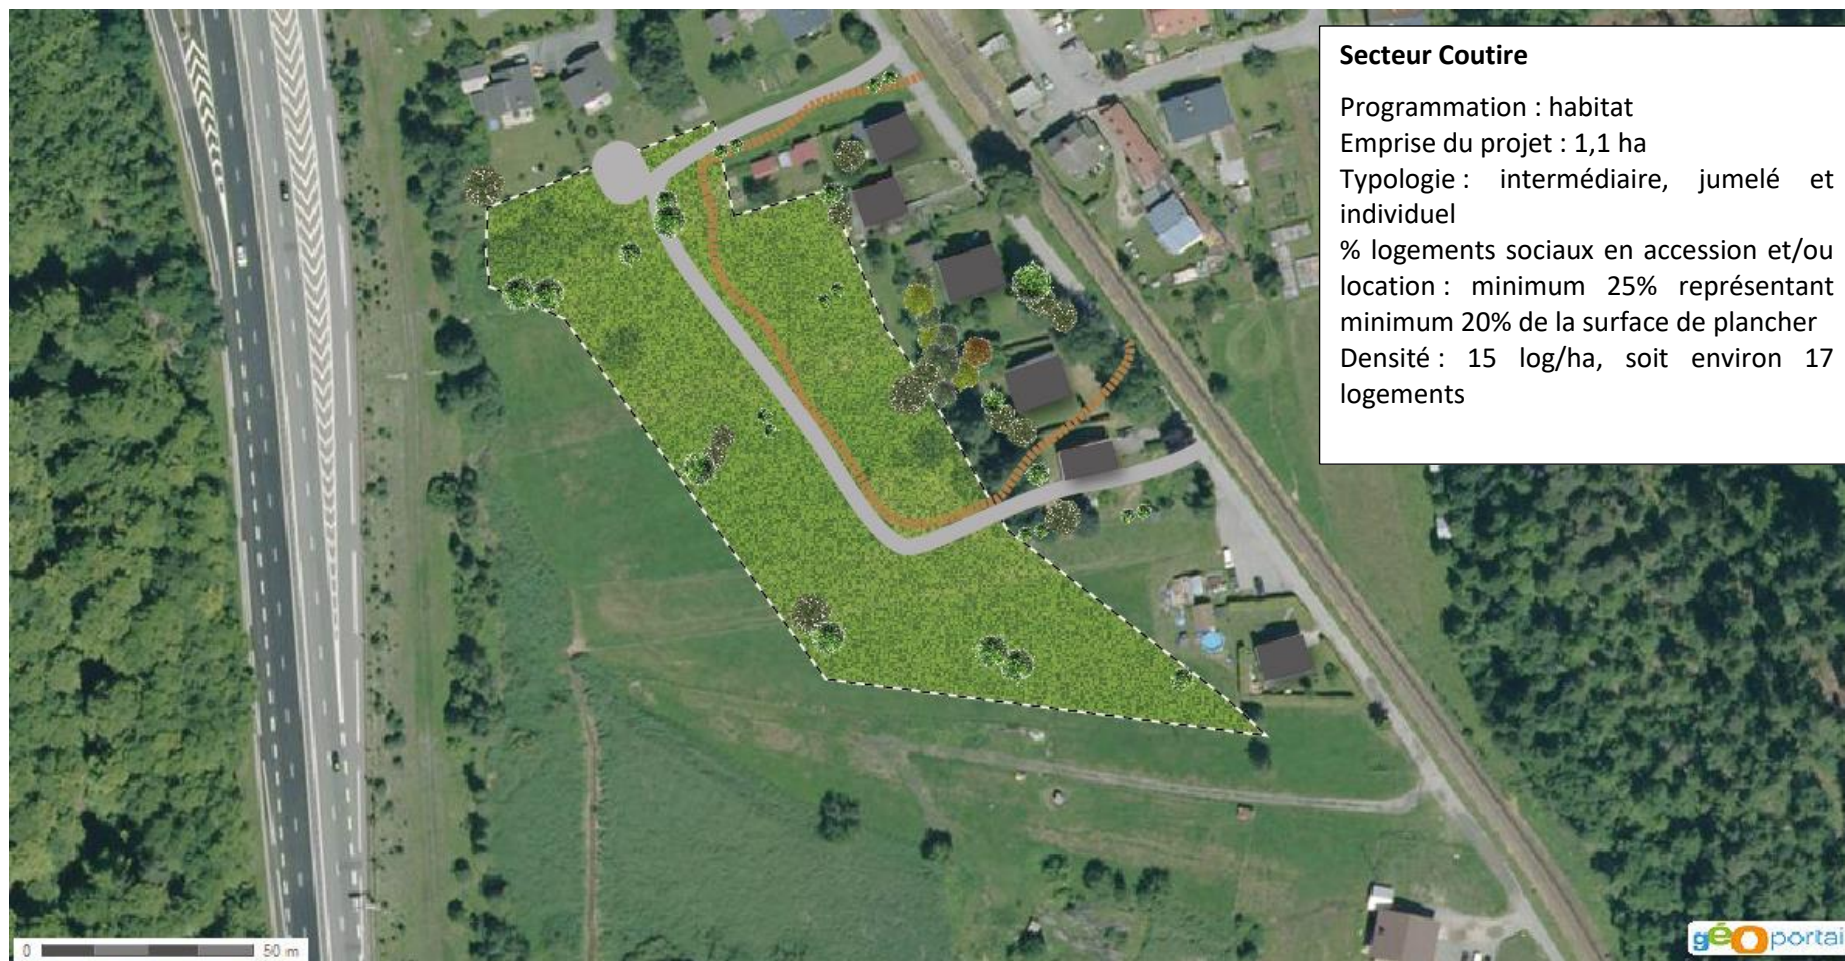 Secteur Coutire
Programmation : habitat
Emprise du projet : 1,1 ha
Typologie : intermédiaire, jumelé et
individuel
% logements sociaux en accession et/ou
location : minimum 25% représentant
minimum 20% de la surface de plancher
Densité : 15 log/ha, soit environ 17
logements
0 50 m
géoportai